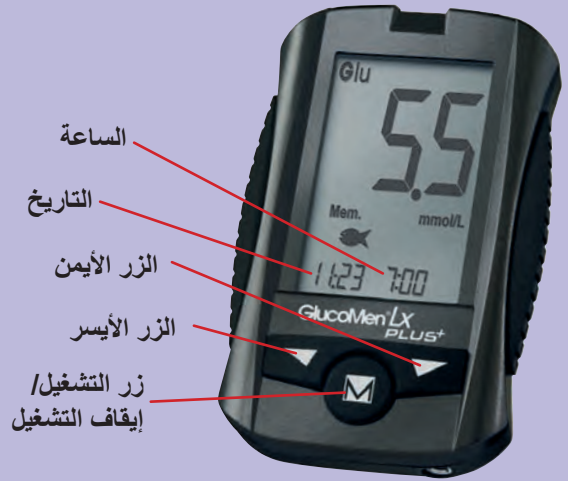 Glu
5.5
الساعة
التاريخ
Mem.
mmol/L
الزر الأيمن
11:23 7:00
GlucoMen LX
PLUS+
الزر الأيسر
زر التشغيل/
إيقاف التشغيل
M